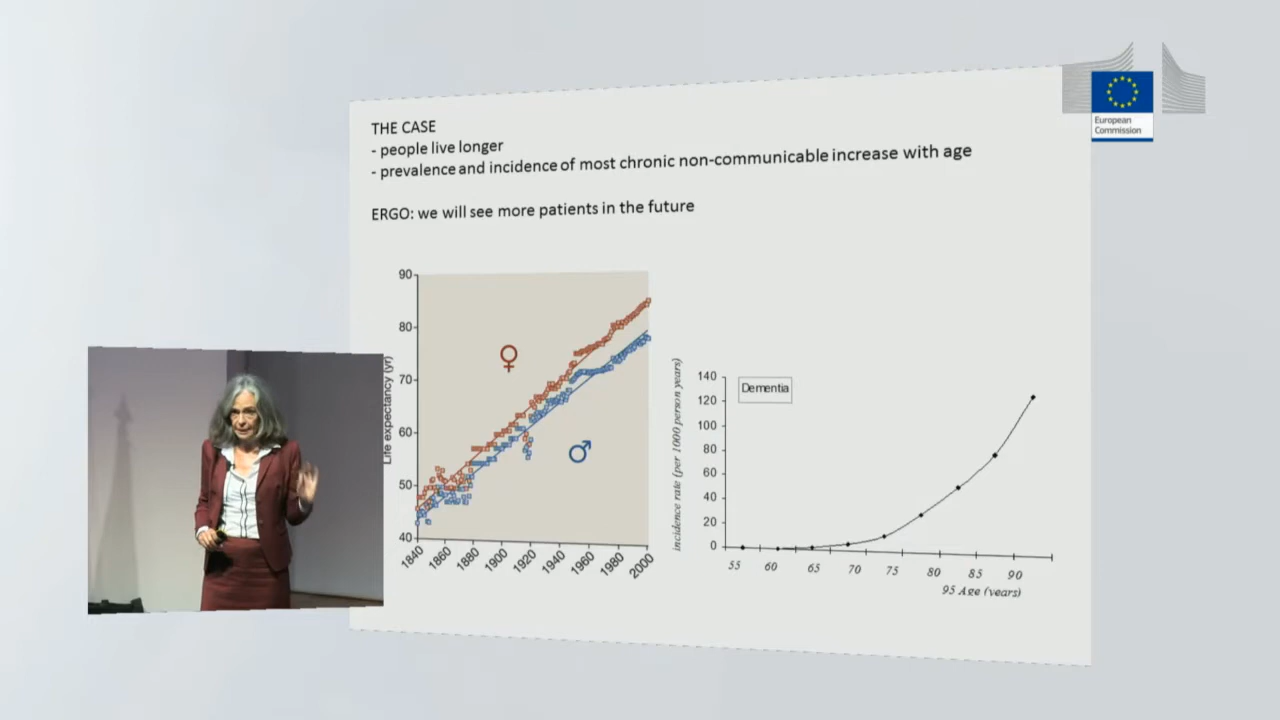 European
Commission
THE CASE
- people live longer
- prevalence and incidence of most chronic non-communicable increase with age
ERGO: we will see more patients in the future
90
80
70
60
50
40
Life expectancy (yr)
1840
1860
1880
1900
1920
1940
1960
1980
2000
incidence rate (per 1000 person years)
140
120
100
80
60
40
20
0
Dementia
55 60 65 70 75 80 85 90
95 Age (years)